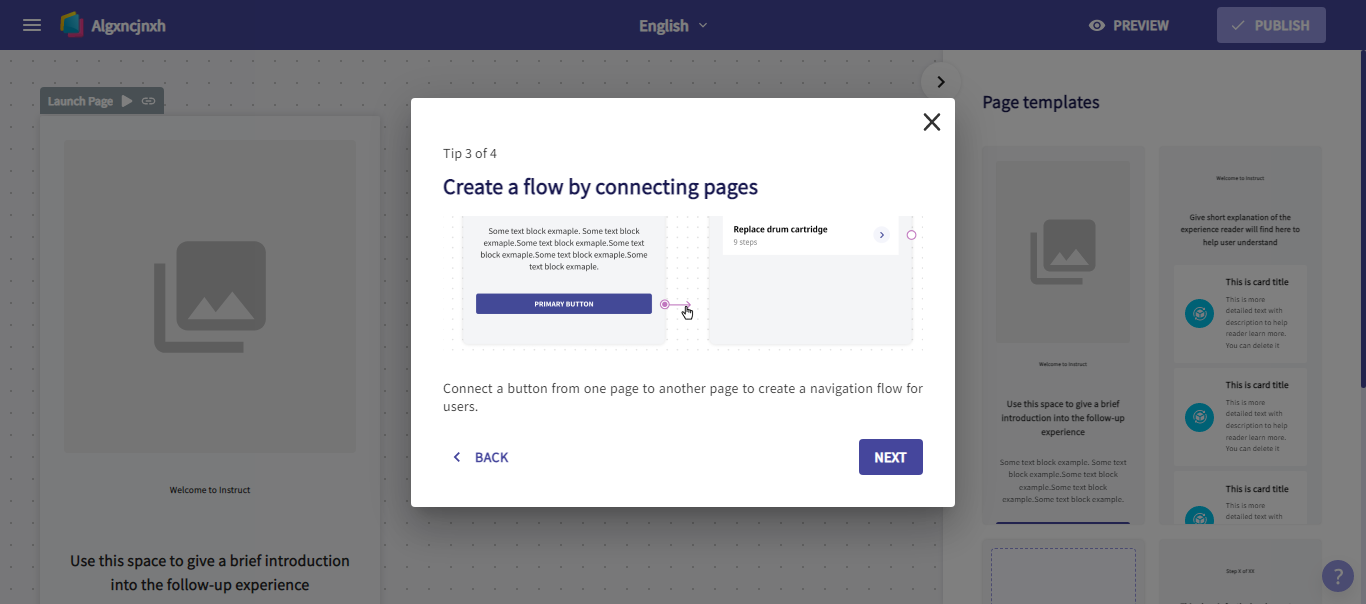 Algxncjnxh
English
PREVIEW
PUBLISH
Launch Page
Welcome to Instruct
Use this space to give a brief introduction
into the follow-up experience
Tip 3 of 4
Create a flow by connecting pages
Some text block exmaple. Some text block
exmaple.Some text block exmaple.Some text
block exmaple.Some text block exmaple.Some
text block exmaple.
PRIMARY BUTTON
Replace drum cartridge
9 steps
Connect a button from one page to another page to create a navigation flow for
users.
BACK
NEXT
Page templates
Welcome to Instruct
Use this space to give a brief
introduction into the follow-up
experience
Some text block example. Some text
block example.Some text block
example.Some text block
example.Some text block example.
Welcome to Instruct
Give short explanation of the
experience reader will find here to
help user understand
This is card title
This is more
detailed text with
description to help
reader learn more.
You can delete it
This is card title
This is more
detailed text with
description to help
reader learn more.
You can delete it
This is card title
This is more
detailed text with
Step X of XX
?